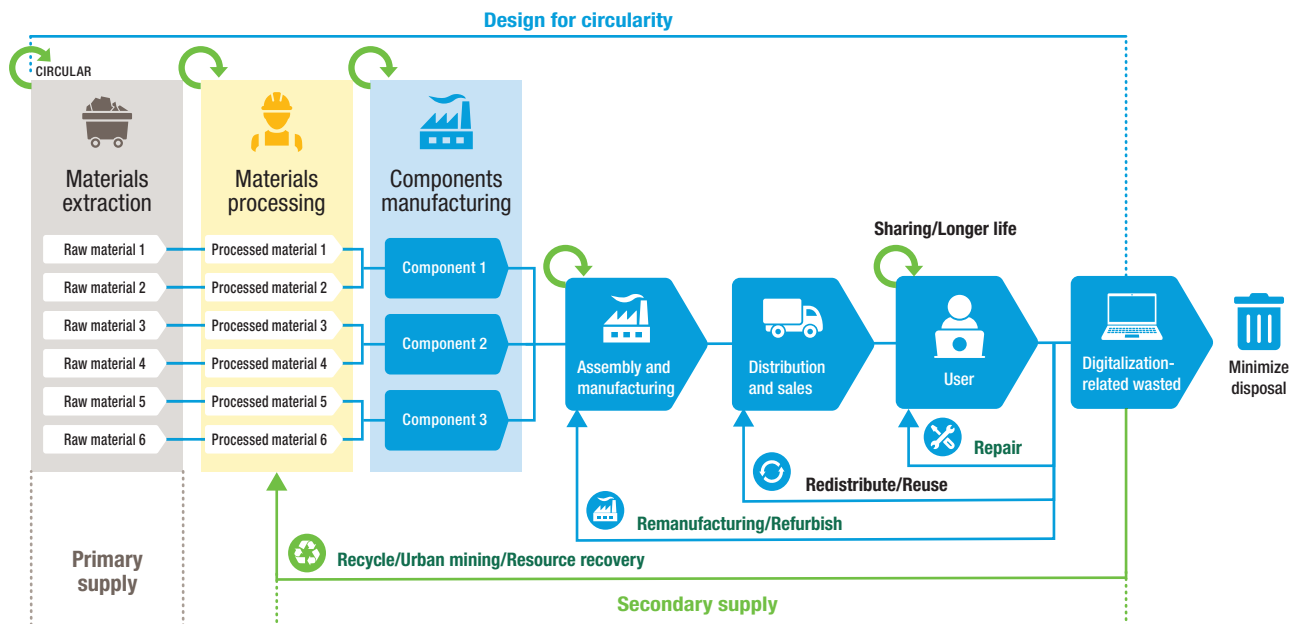 Design for circularity
CIRCULAR
Materials
extraction
Materials
processing
Components
manufacturing
Raw material 1
Raw material 2
Raw material 3
Raw material 4
Raw material 5
Raw material 6
Processed material 1
Processed material 2
Processed material 3
Processed material 4
Processed material 5
Processed material 6
Component 1
Component 2
Component 3
Assembly and
manufacturing
Distribution
and sales
Sharing/Longer life
User
Digitalization-
related wasted
Minimize
disposal
Repair
Redistribute/Reuse
Remanufacturing/Refurbish
Recycle/Urban mining/Resource recovery
Primary
supply
Secondary supply